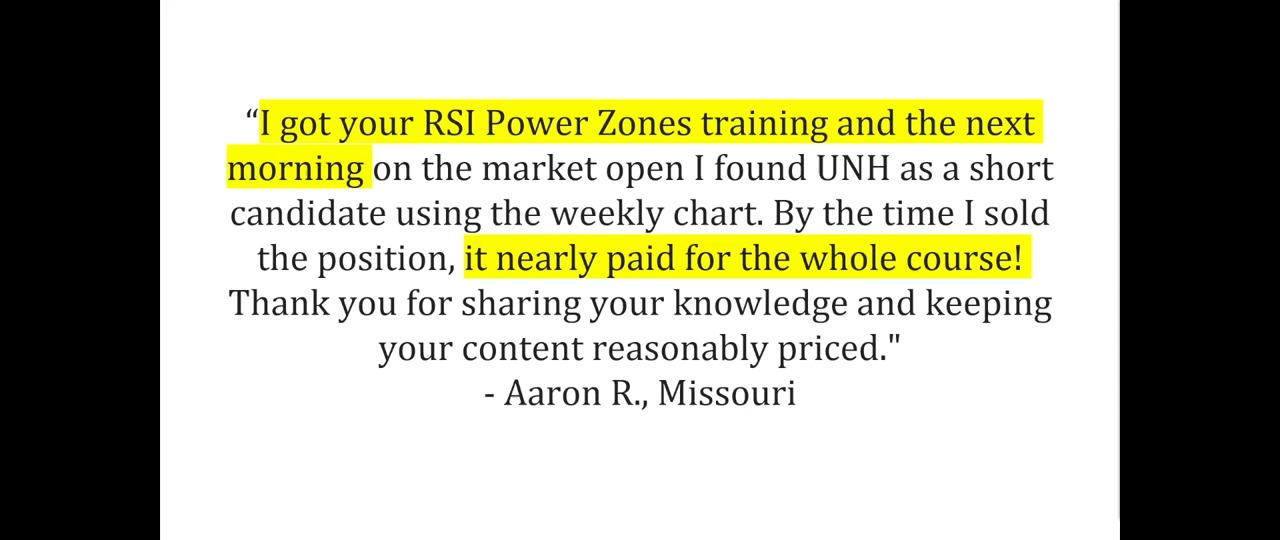 “I got your RSI Power Zones training and the next
morning on the market open I found UNH as a short
candidate using the weekly chart. By the time I sold
the position, it nearly paid for the whole course!
Thank you for sharing your knowledge and keeping
your content reasonably priced."
- Aaron R., Missouri